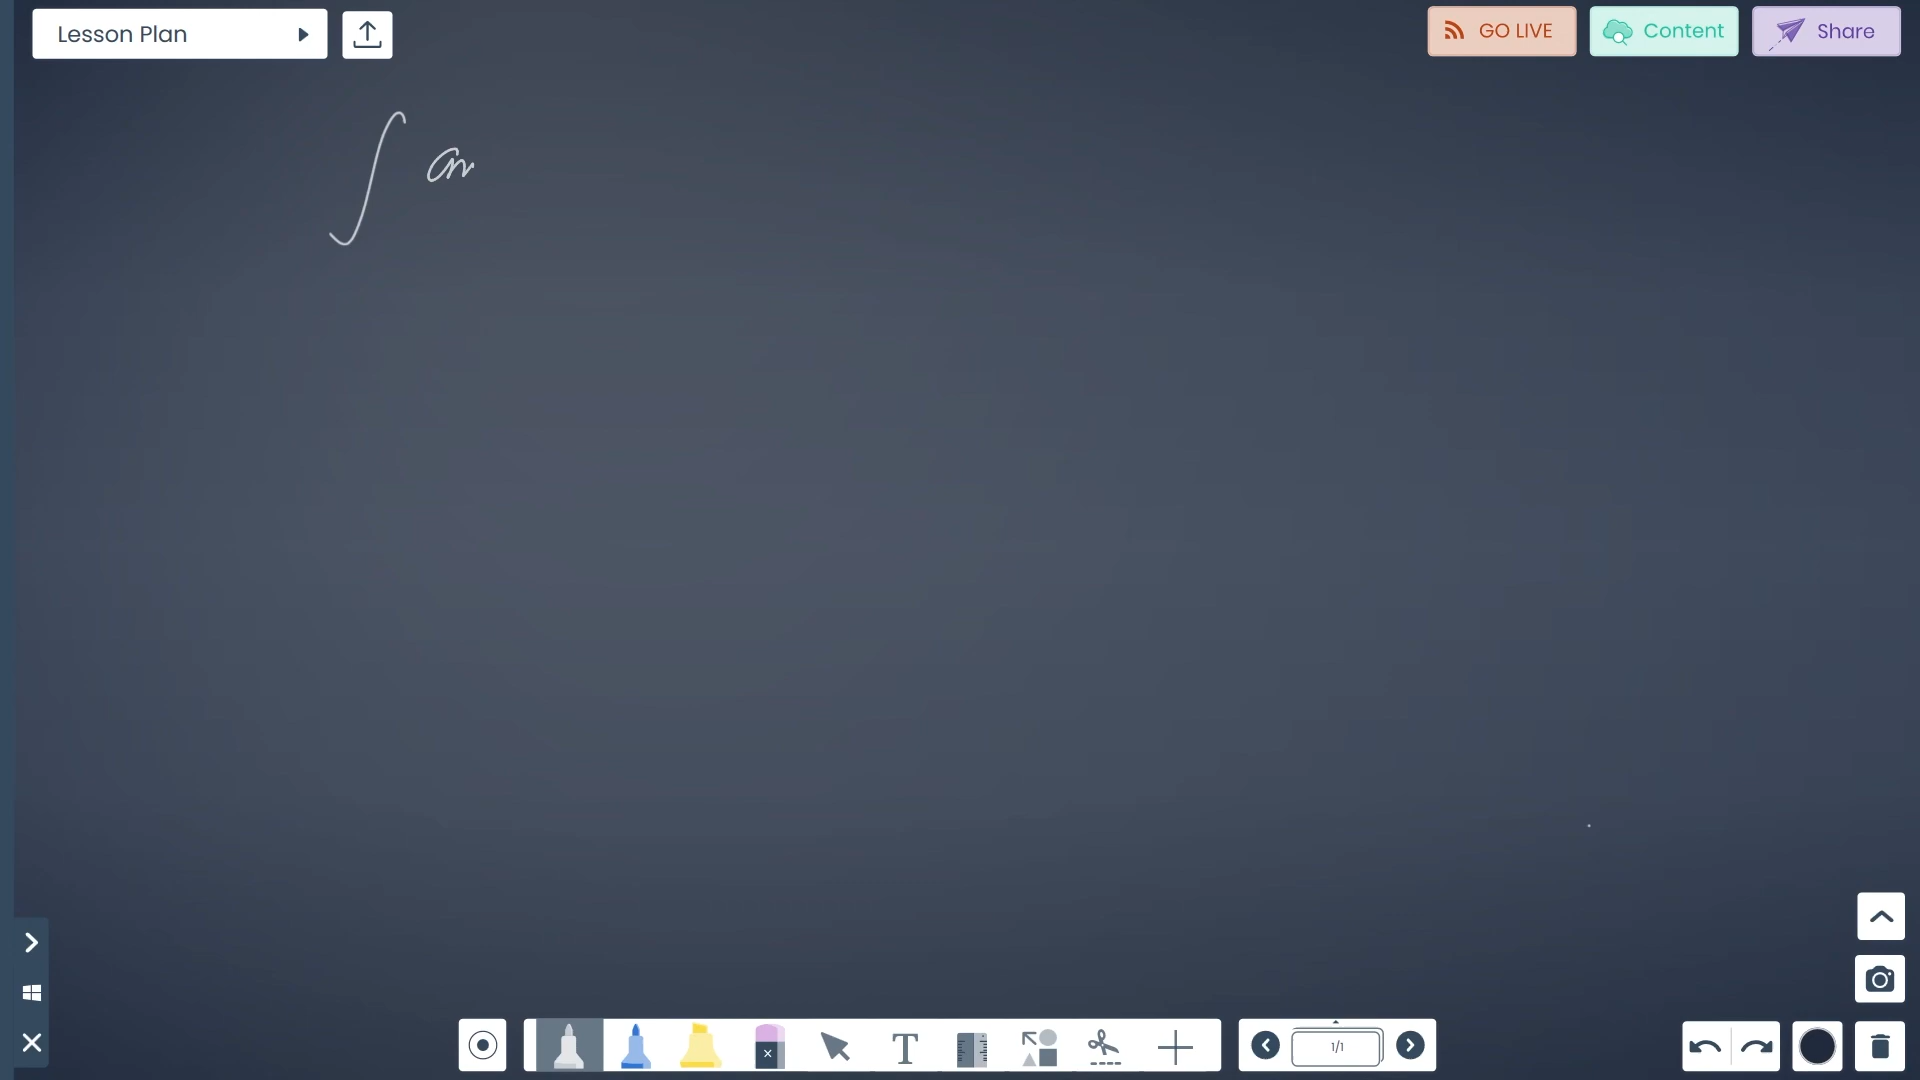 Lesson Plan
GO LIVE
Content
Share
∫
1/1